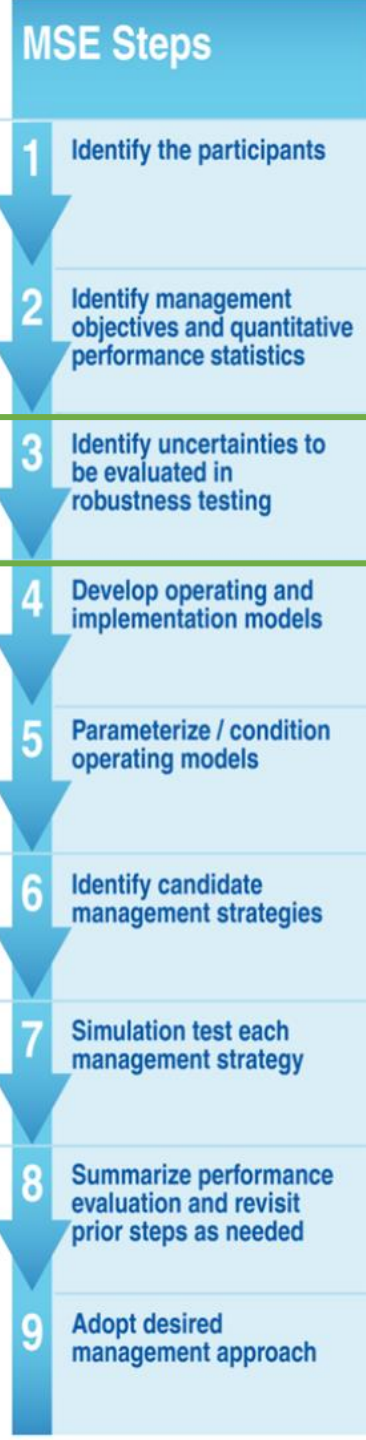 MSE Steps
1
Identify the participants
2
Identify management
objectives and quantitative
performance statistics
3
Identify uncertainties to
be evaluated in
robustness testing
4
Develop operating and
implementation models
5
Parameterize / condition
operating models
6
Identify candidate
management strategies
7
Simulation test each
management strategy
8
Summarize performance
evaluation and revisit
prior steps as needed
9
Adopt desired
management approach